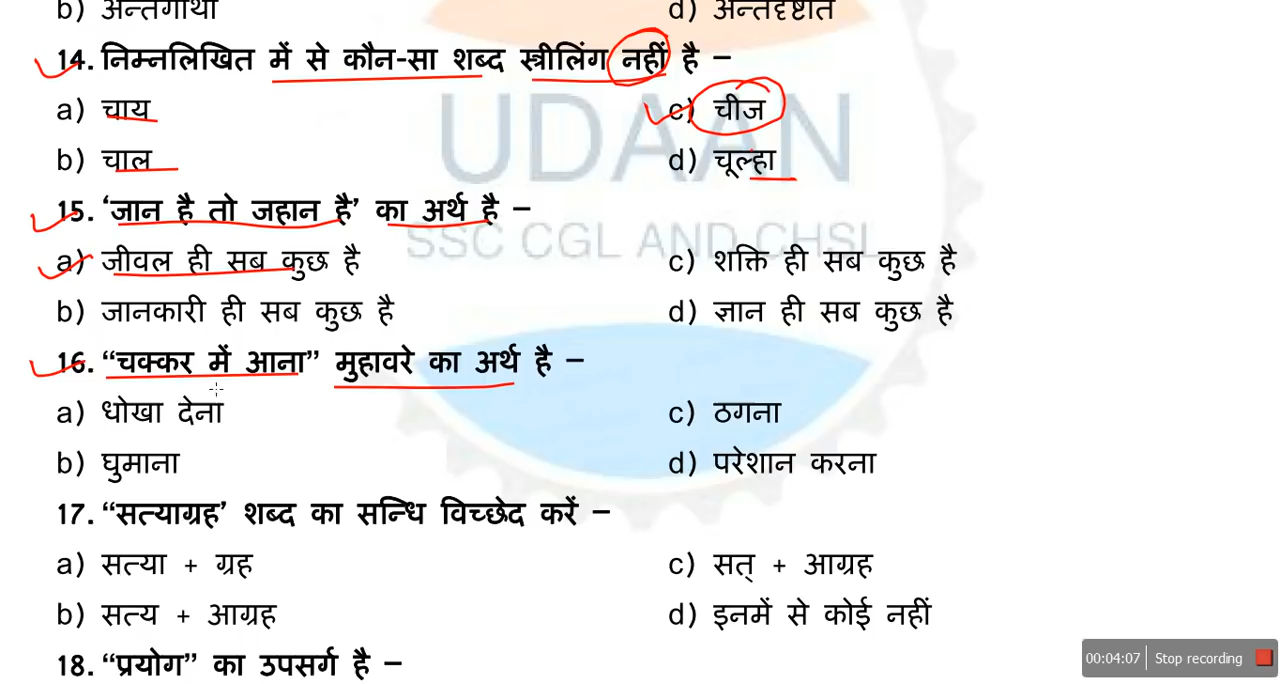 b) अन्तर्गाथा d) अन्तर्दृष्टांत
14. निम्नलिखित में से कौन-सा शब्द स्त्रीलिंग नहीं है –
a) चाय c) चीज
b) चाल d) चूल्हा
15. ‘जान है तो जहान है’ का अर्थ है –
a) जीवल ही सब कुछ है c) शक्ति ही सब कुछ है
b) जानकारी ही सब कुछ है d) ज्ञान ही सब कुछ है
16. “चक्कर में आना” मुहावरे का अर्थ है –
a) धोखा देना c) ठगना
b) घुमाना d) परेशान करना
17. “सत्याग्रह’ शब्द का सन्धि विच्छेद करें –
a) सत्या + ग्रह c) सत् + आग्रह
b) सत्य + आग्रह d) इनमें से कोई नहीं
18. “प्रयोग” का उपसर्ग है –
UDAAN
SSC CGL AND CHSL
00:04:07 Stop recording